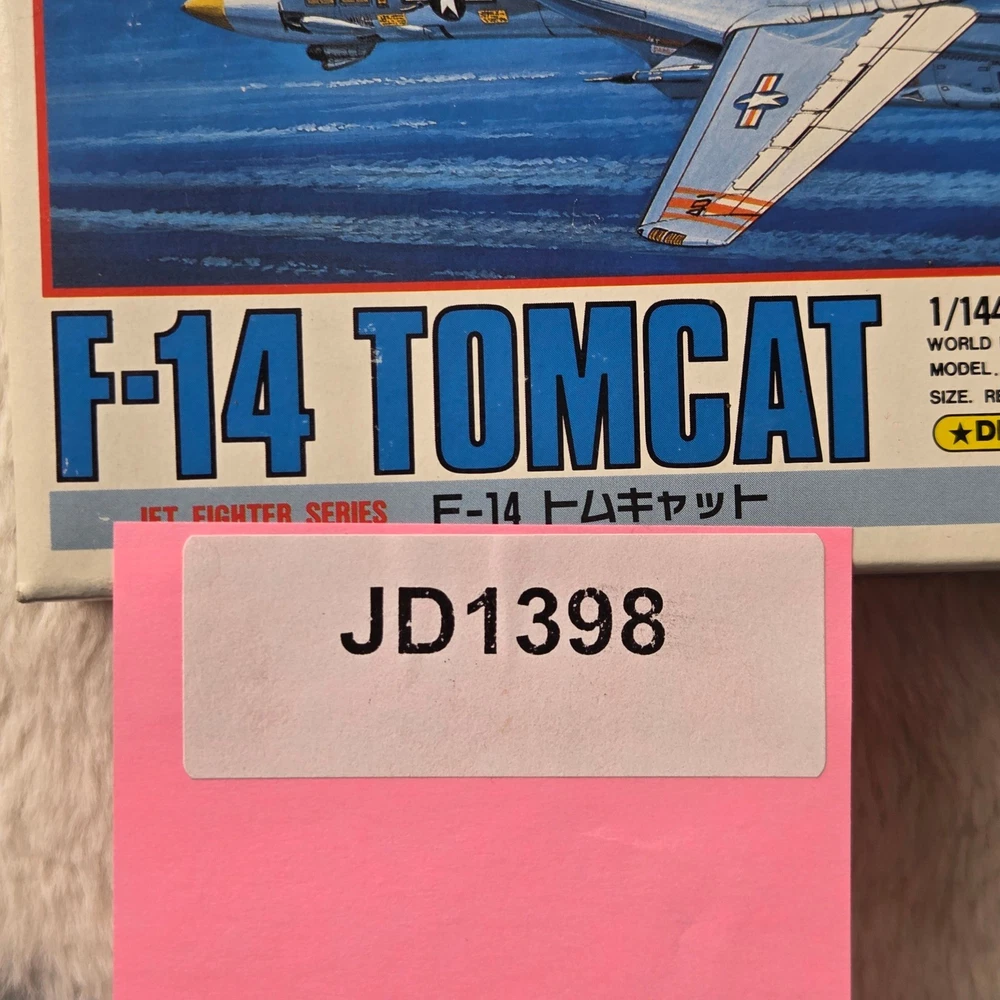 F-14 TOMCAT
1/144
WORLD
MODEL.
SIZE.
JET FIGHTER SERIES
F-14 トムキャット
JD1398